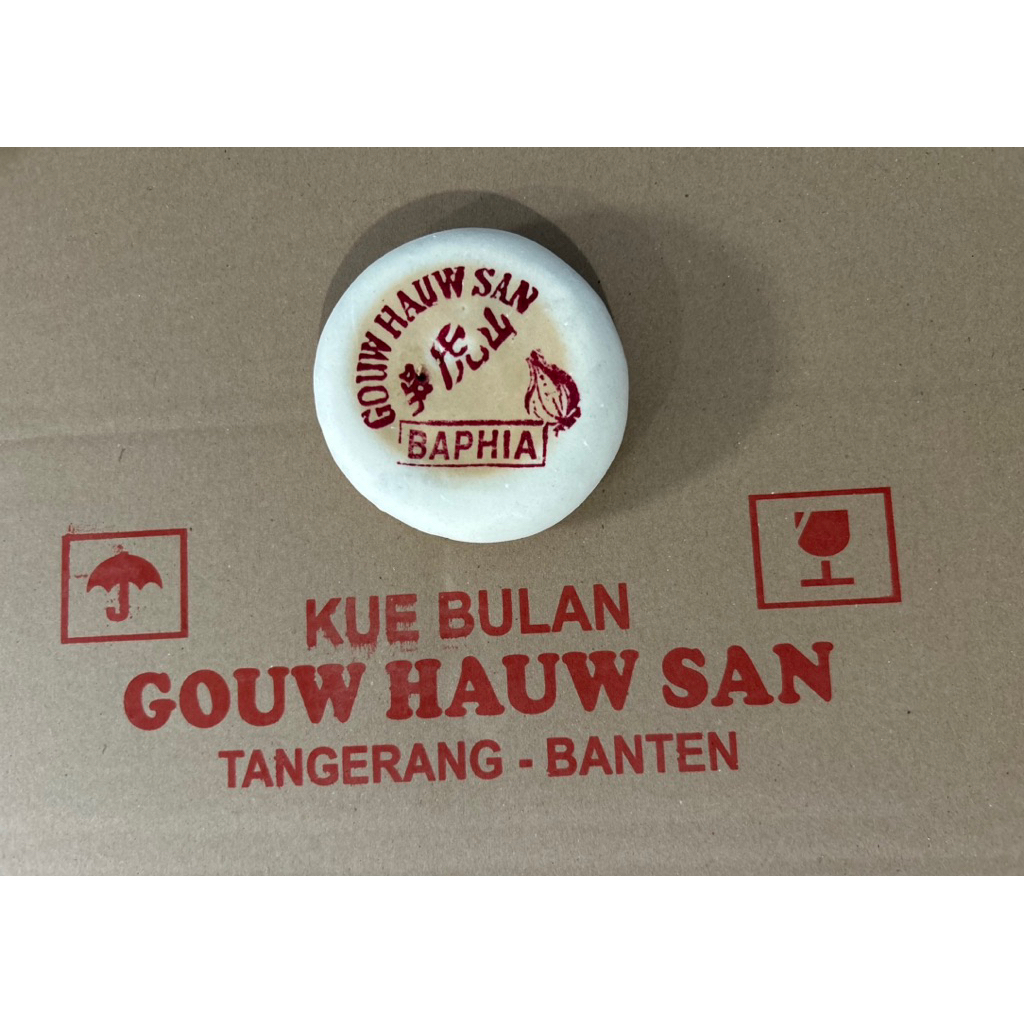 GOUW HAUW SAN
吳虎山
BAPHIA
KUE BULAN
GOUW HAUW SAN
TANGERANG - BANTEN